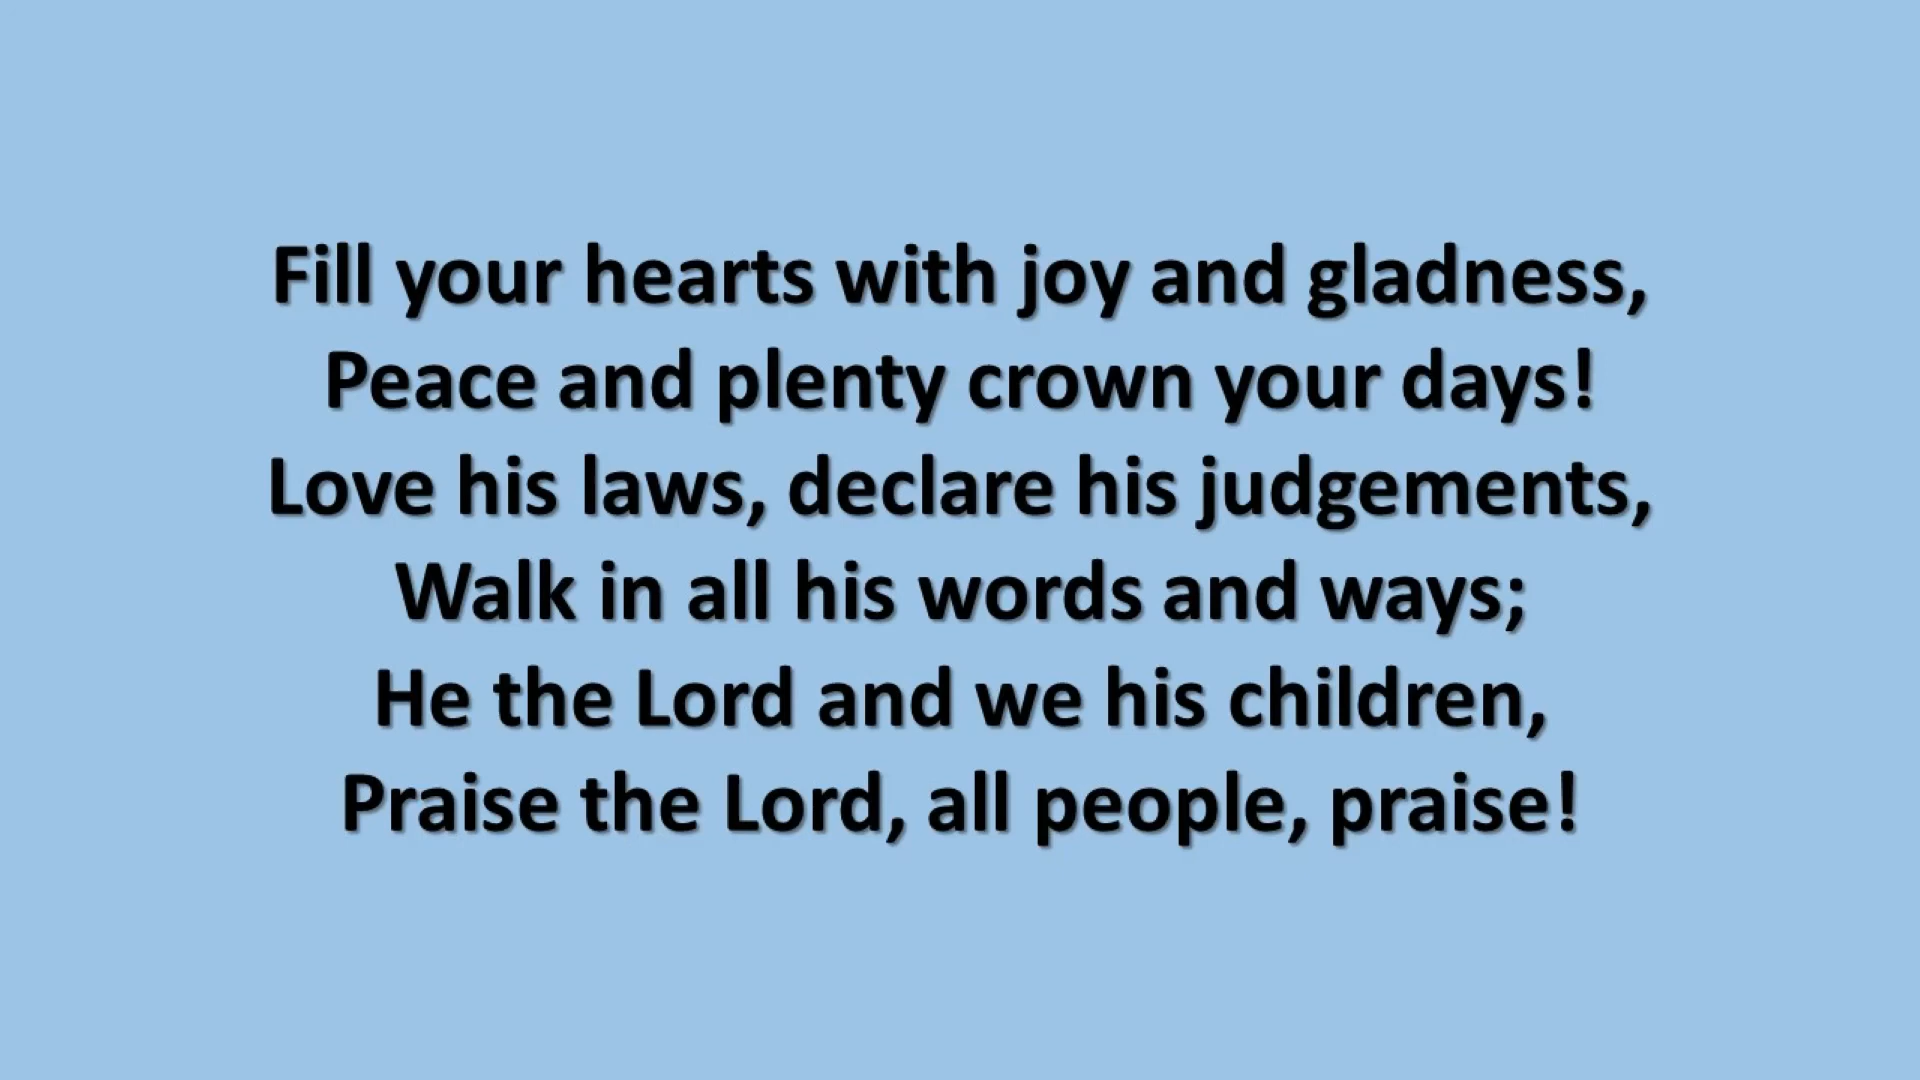 Fill your hearts with joy and gladness,
Peace and plenty crown your days!
Love his laws, declare his judgements,
Walk in all his words and ways;
He the Lord and we his children,
Praise the Lord, all people, praise!